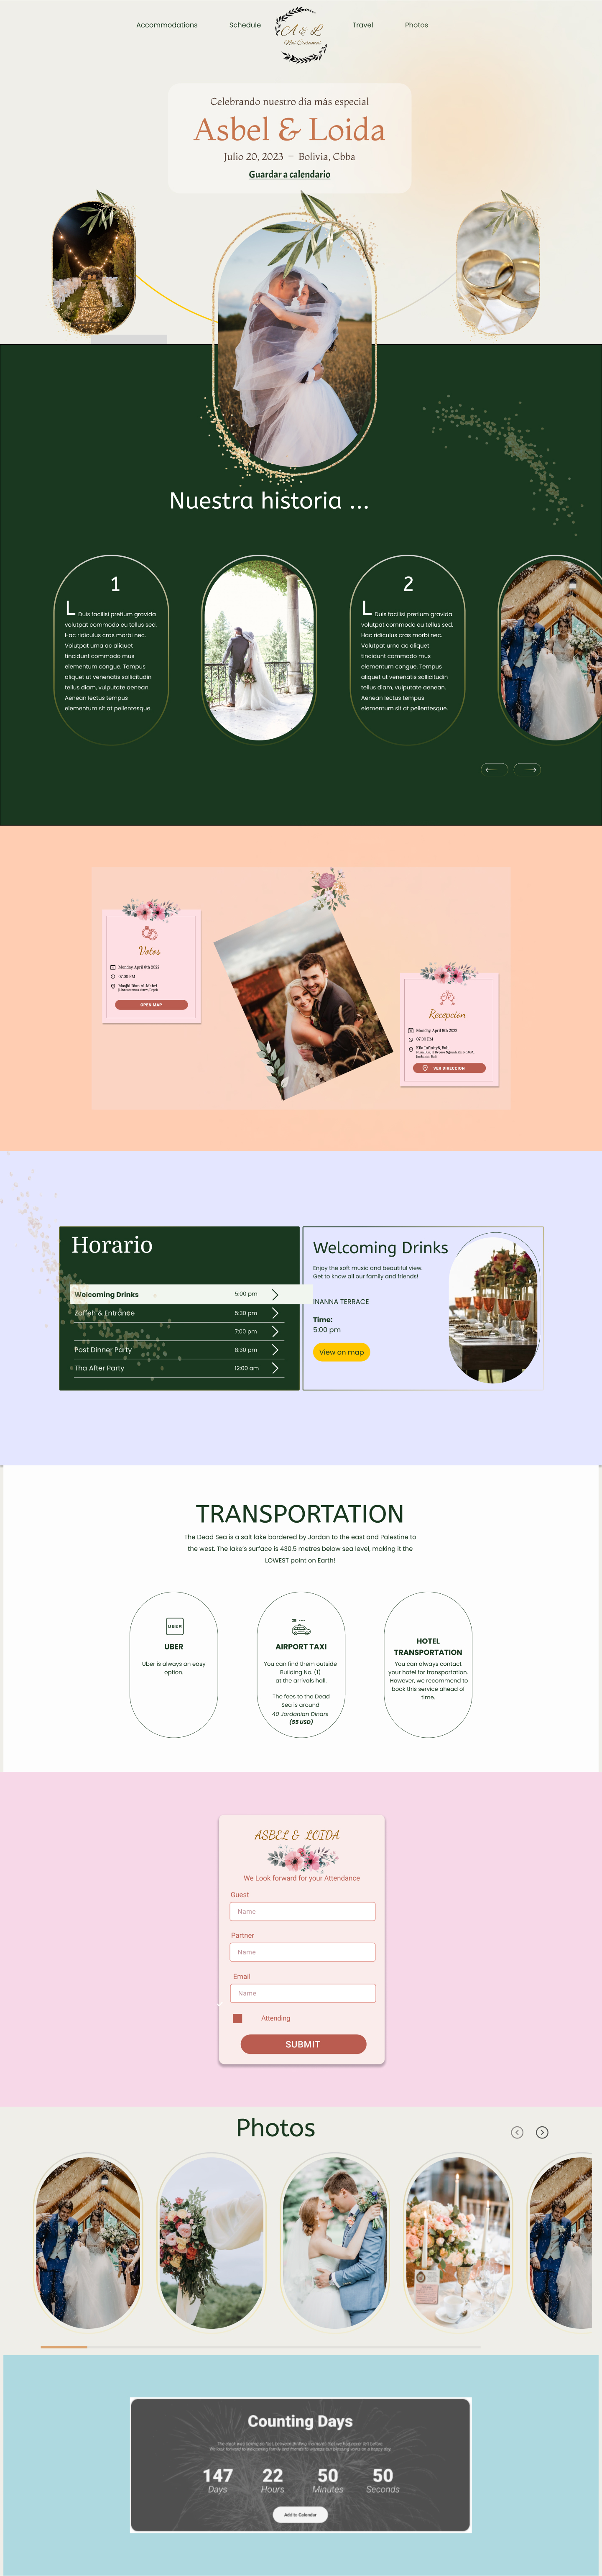 Accommodations
Schedule
A & L
Nos Casamos
Travel
Photos
Celebrando nuestro día más especial
Asbel & Loida
Julio 20, 2023 — Bolivia, Cbba
Guardar a calendario
Nuestra historia ...
1
L Duis facilisi pretium gravida
volutpat commodo eu tellus sed.
Hac ridiculus cras morbi nec.
Volutpat urna ac aliquet
tincidunt commodo mus
elementum congue. Tempus
aliquet ut venenatis sollicitudin
tellus diam, vulputate aenean.
Aenean lectus tempus
elementum sit at pellentesque.
2
L Duis facilisi pretium gravida
volutpat commodo eu tellus sed.
Hac ridiculus cras morbi nec.
Volutpat urna ac aliquet
tincidunt commodo mus
elementum congue. Tempus
aliquet ut venenatis sollicitudin
tellus diam, vulputate aenean.
Aenean lectus tempus
elementum sit at pellentesque.
Votos
Monday, April 8th 2022
07.00 PM
OPEN MAP
Recepcion
Monday, April 8th 2022
07.00 PM
VER DIRECCION
Horario
Welcoming Drinks 5:00 pm
Zaffeh & Entrance 5:30 pm
7:00 pm
Post Dinner Party 8:30 pm
Tha After Party 12:00 am
Welcoming Drinks
Enjoy the soft music and beautiful view.
Get to know all our family and friends!
INANNA TERRACE
Time:
5:00 pm
View on map
TRANSPORTATION
The Dead Sea is a salt lake bordered by Jordan to the east and Palestine to
the west. The lake's surface is 430.5 metres below sea level, making it the
LOWEST point on Earth!
UBER
UBER
Uber is always an easy
option.
AIRPORT TAXI
You can find them outside
Building No. (1)
at the arrivals hall.
The fees to the Dead
Sea is around
40 Jordanian Dinars
(55 USD)
HOTEL
TRANSPORTATION
You can always contact
your hotel for transportation.
However, we recommend to
book this service ahead of
time.
ASBEL & LOIDA
We Look forward for your Attendance
Guest
Name
Partner
Name
Email
Name
Attending
SUBMIT
Photos
Counting Days
147 22 50 50
Days Hours Minutes Seconds
Add to Calendar